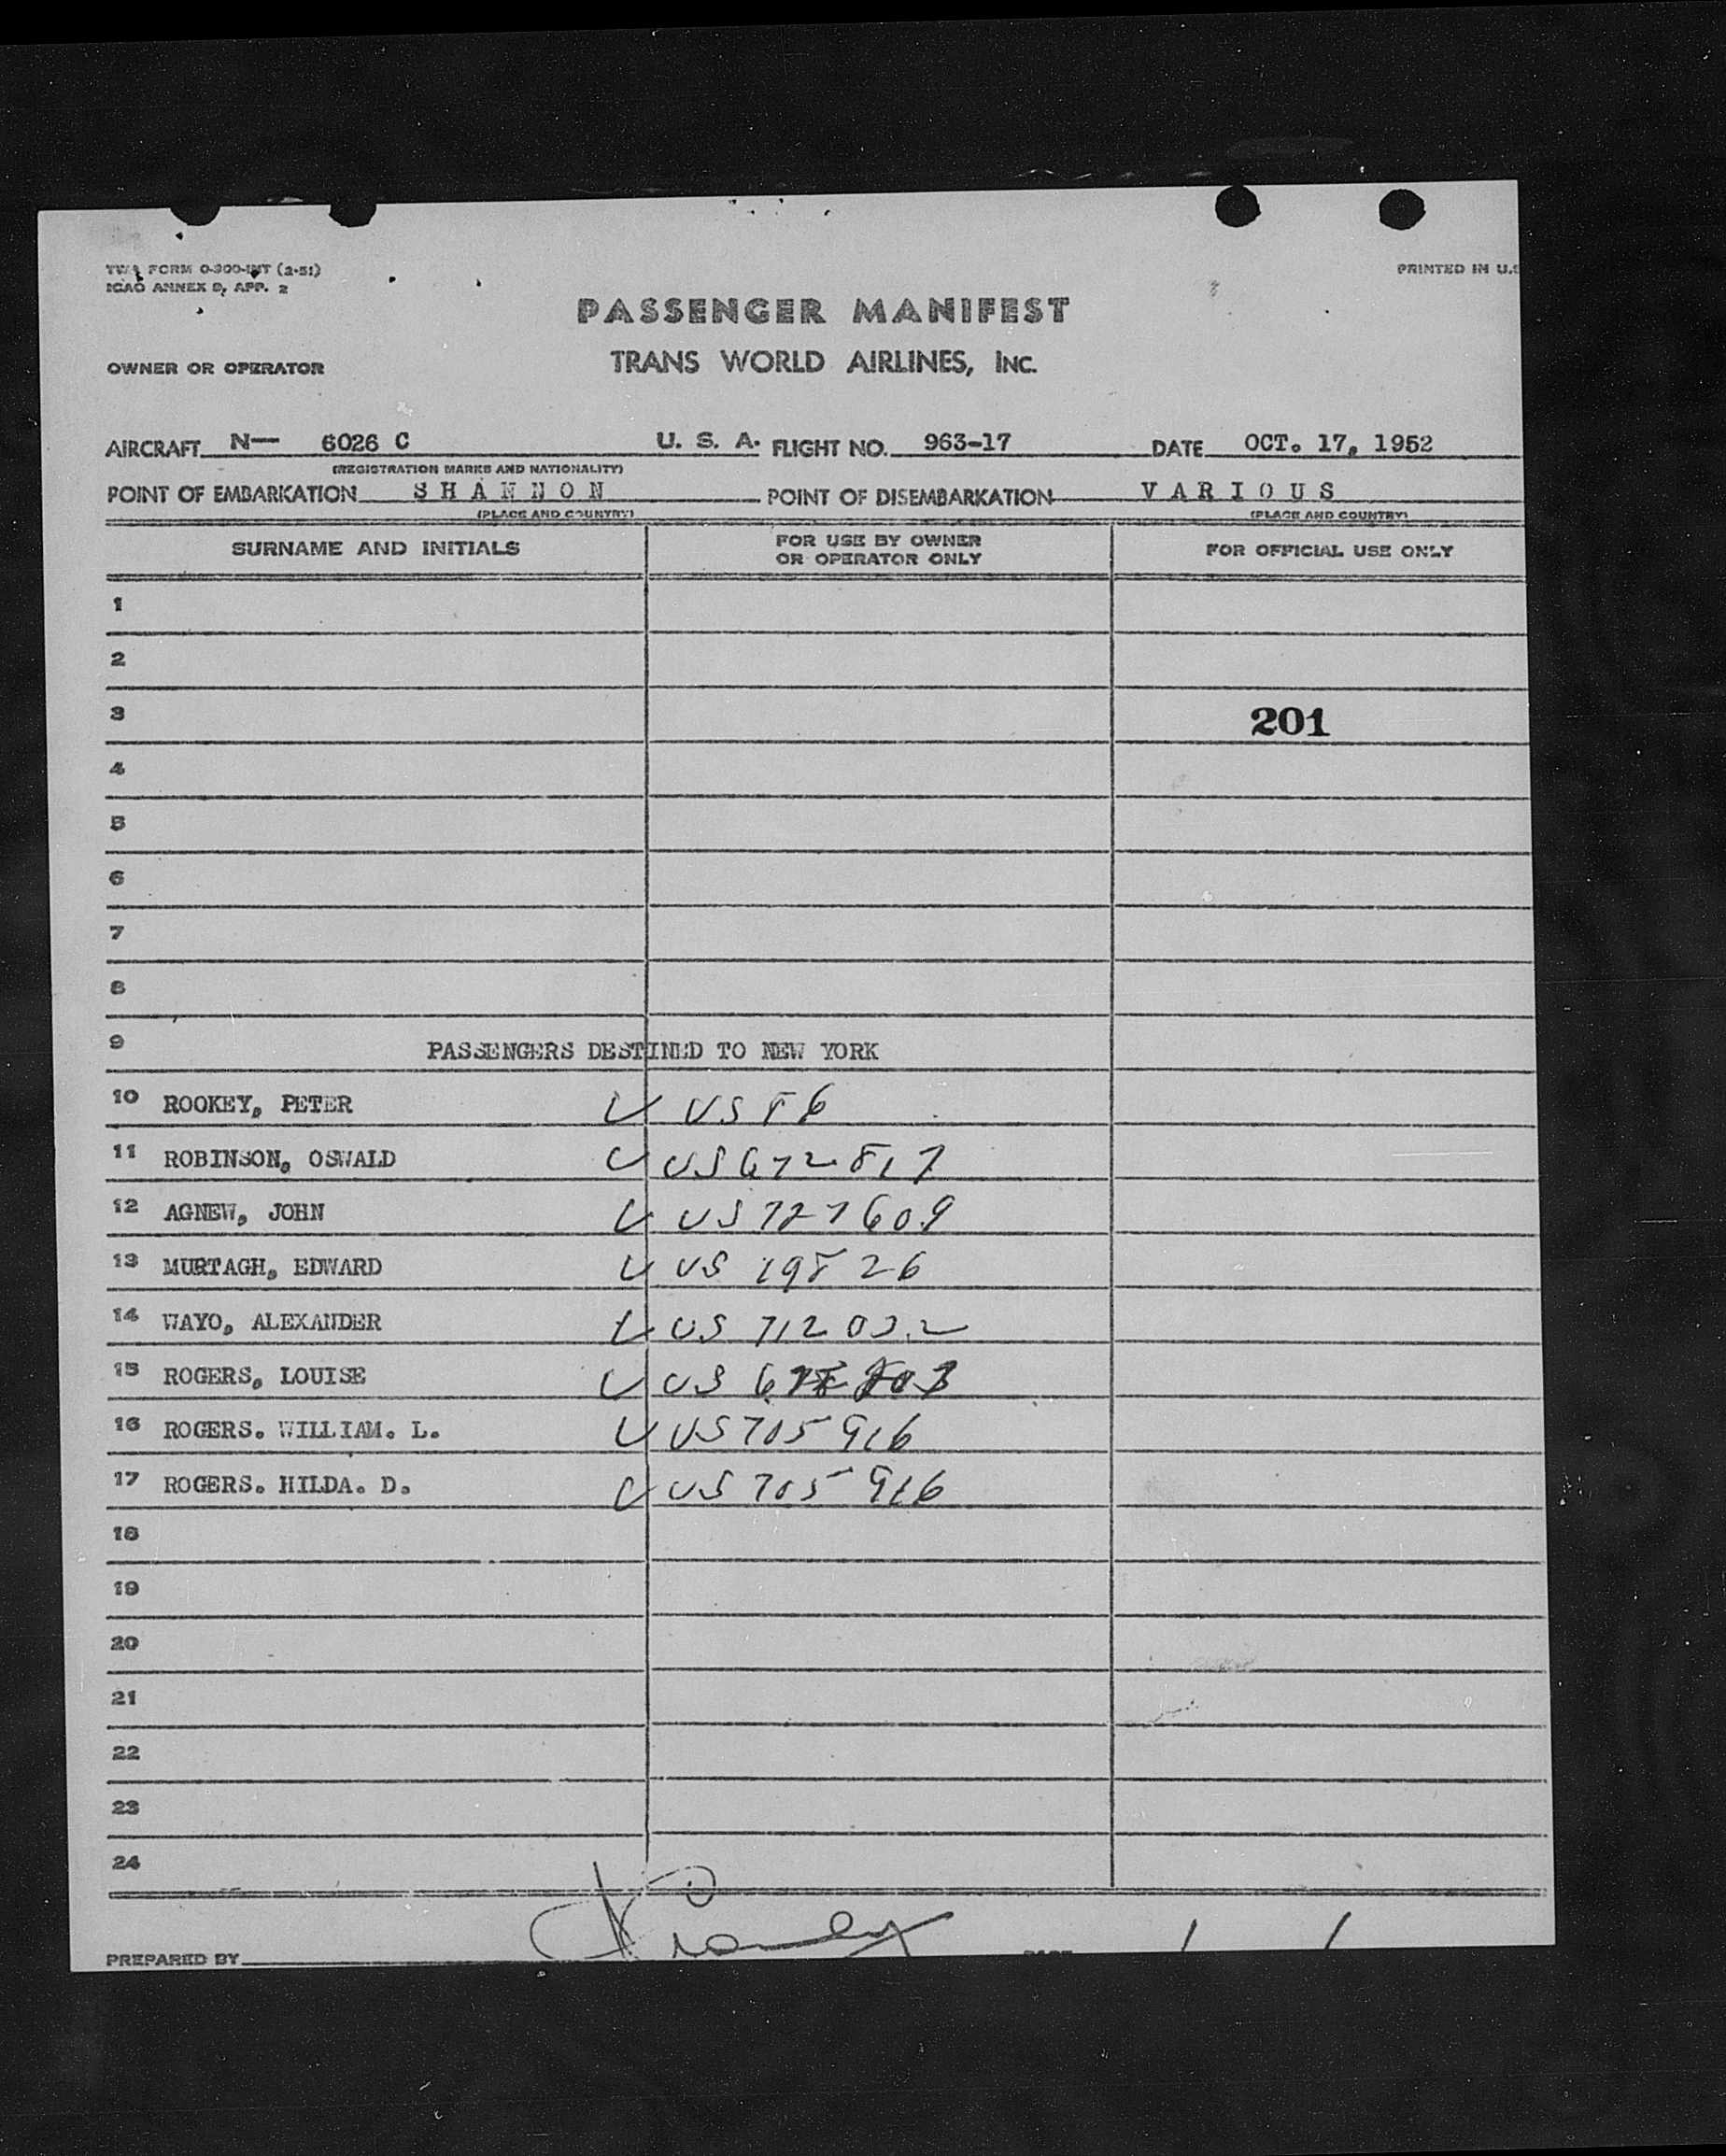 TWA FORM O-300-INT (2-51)
ICAO ANNEX 9, APP. 2
PRINTED IN U.S
PASSENGER MANIFEST
OWNER OR OPERATOR TRANS WORLD AIRLINES, INC.
AIRCRAFT N— 6026 C U. S. A. FLIGHT NO. 963-17 DATE OCT. 17, 1952
(REGISTRATION MARKS AND NATIONALITY)
POINT OF EMBARKATION SHANNON POINT OF DISEMBARKATION VARIOUS
(PLACE AND COUNTRY) (PLACE AND COUNTRY)
SURNAME AND INITIALS FOR USE BY OWNER OR OPERATOR ONLY FOR OFFICIAL USE ONLY
1
2
3 201
4
5
6
7
8
9 PASSENGERS DESTINED TO NEW YORK
10 ROOKEY, PETER US 86
11 ROBINSON, OSWALD US 672817
12 AGNEW, JOHN US 727609
13 MURTAGH, EDWARD US 19826
14 WAYO, ALEXANDER US 712032
15 ROGERS, LOUISE US
16 ROGERS. WILLIAM. L. US 705916
17 ROGERS. HILDA. D. US 705916
18
19
20
21
22
23
24
PREPARED BY